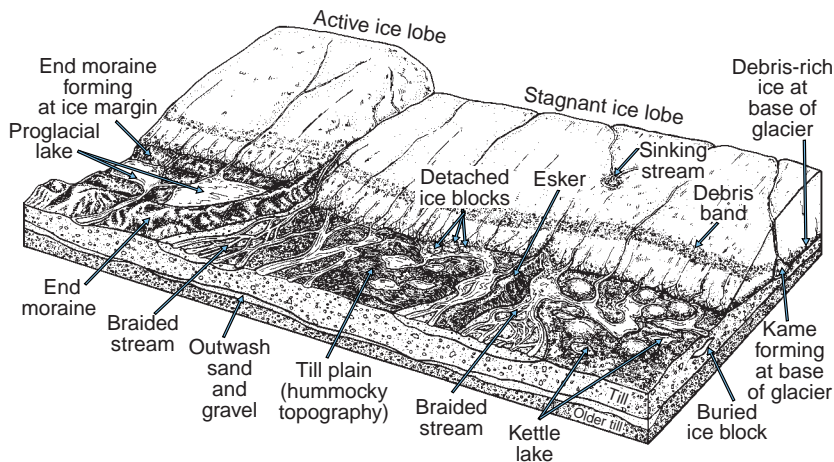 Active ice lobe
End moraine
forming
at ice margin
Proglacial
lake
Stagnant ice lobe
Debris-rich
ice at
base of
glacier
Sinking
stream
Detached
ice blocks
Esker
Debris
band
End
moraine
Braided
stream
Outwash
sand
and
gravel
Till plain
(hummocky
topography)
Braided
stream
Kettle
lake
Till
Older till
Buried
ice block
Kame
forming
at base
of glacier